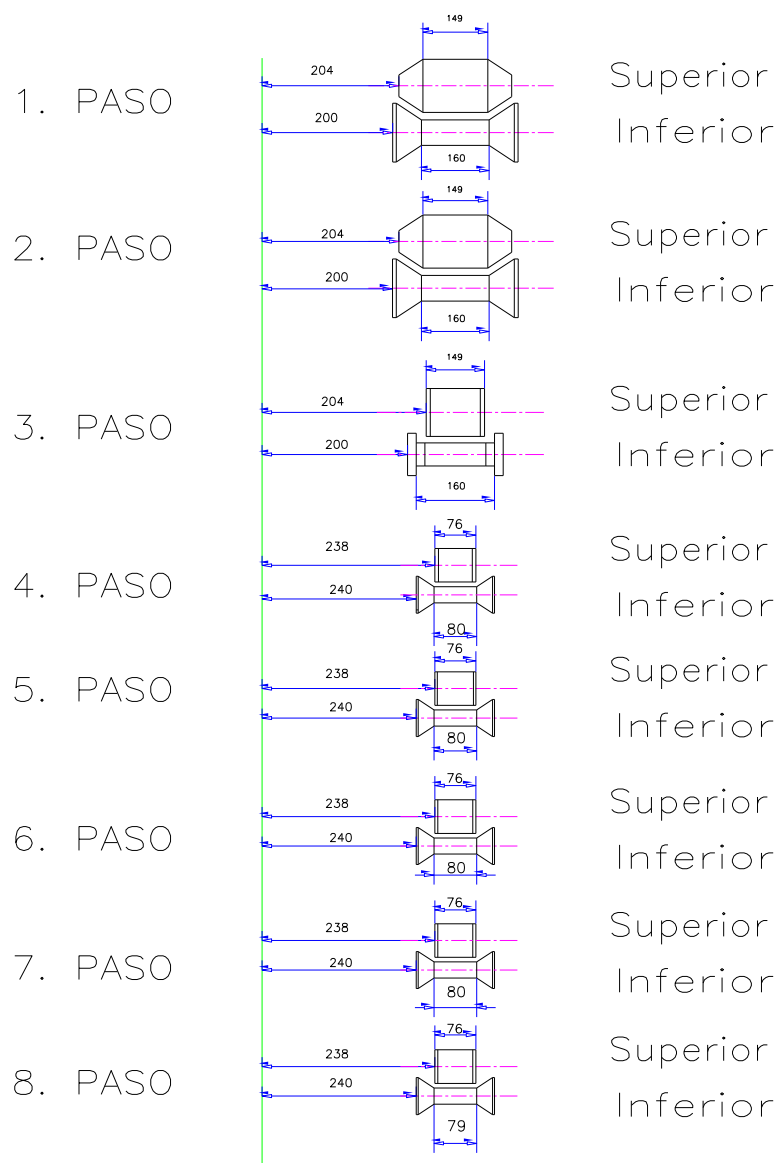 149
204
Superior
1. PASO
200
Inferior
160
149
204
Superior
2. PASO
200
Inferior
160
149
204
Superior
3. PASO
200
Inferior
160
76
238
Superior
4. PASO
240
Inferior
80
76
238
Superior
5. PASO
240
Inferior
80
76
238
Superior
6. PASO
240
Inferior
80
76
238
Superior
7. PASO
240
Inferior
80
76
238
Superior
8. PASO
240
Inferior
79